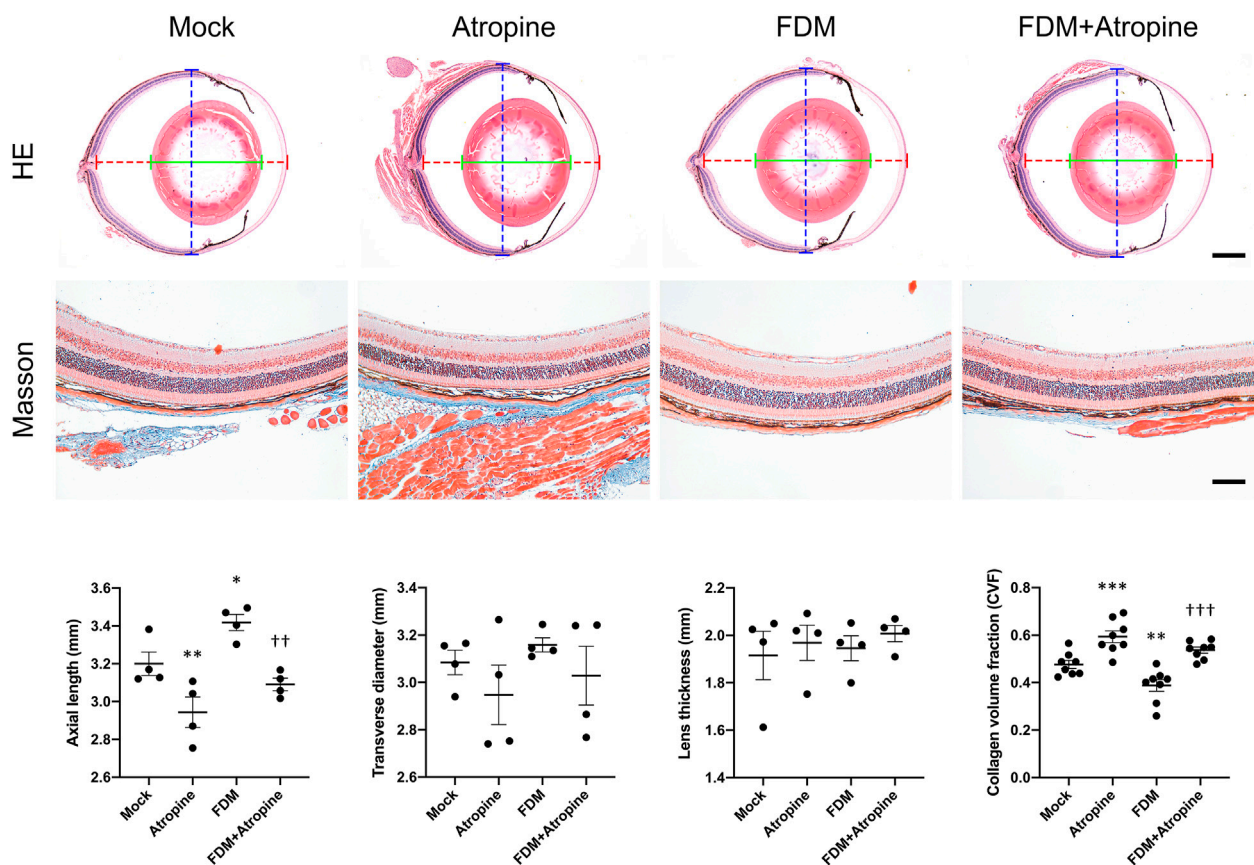 Mock Atropine FDM FDM+Atropine
HE
Masson
Axial length (mm)
3.6
3.4
3.2
3.0
2.8
2.6
*
**
††
Mock
Atropine
FDM
FDM+Atropine
Transverse diameter (mm)
3.4
3.2
3.0
2.8
2.6
Mock
Atropine
FDM
FDM+Atropine
Lens thickness (mm)
2.2
2.0
1.8
1.6
1.4
Mock
Atropine
FDM
FDM+Atropine
Collagen volume fraction (CVF)
0.8
0.6
0.4
0.2
0.0
***
**
†††
Mock
Atropine
FDM
FDM+Atropine